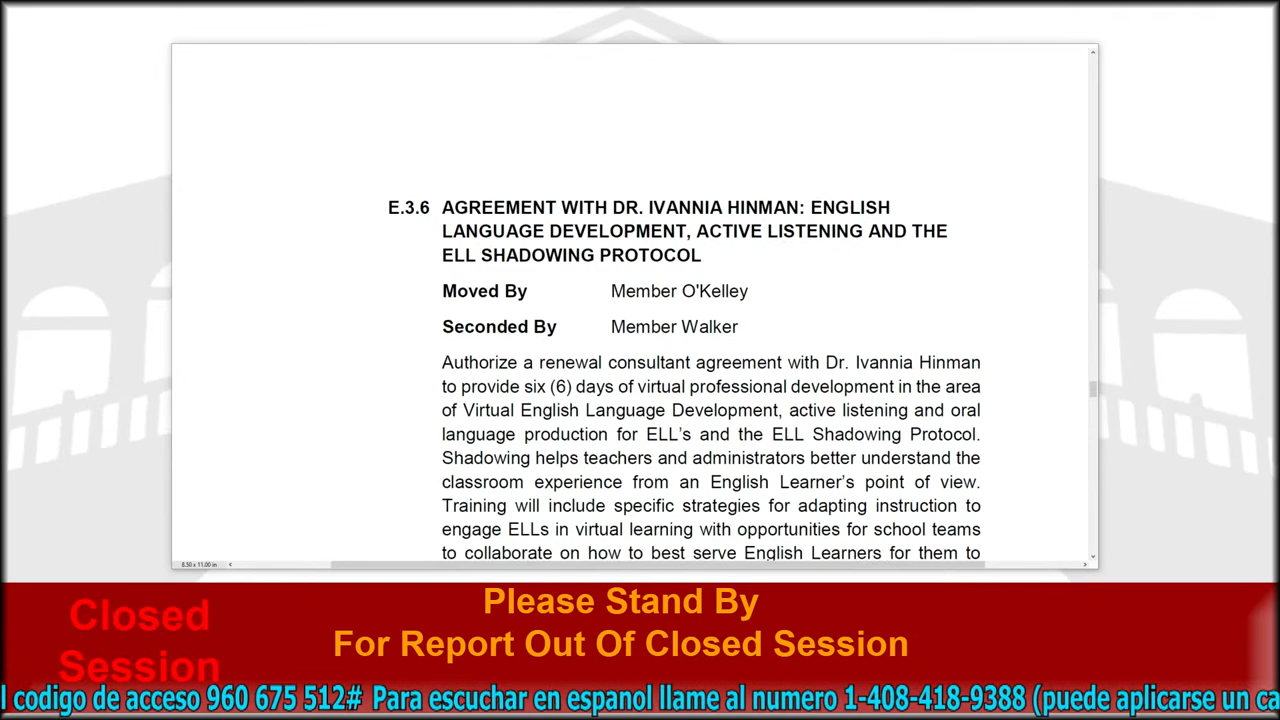 E.3.6 AGREEMENT WITH DR. IVANNIA HINMAN: ENGLISH
LANGUAGE DEVELOPMENT, ACTIVE LISTENING AND THE
ELL SHADOWING PROTOCOL
Moved By Member O'Kelley
Seconded By Member Walker
Authorize a renewal consultant agreement with Dr. Ivannia Hinman
to provide six (6) days of virtual professional development in the area
of Virtual English Language Development, active listening and oral
language production for ELL's and the ELL Shadowing Protocol.
Shadowing helps teachers and administrators better understand the
classroom experience from an English Learner's point of view.
Training will include specific strategies for adapting instruction to
engage ELLs in virtual learning with opportunities for school teams
to collaborate on how to best serve English Learners for them to
8.50 x 11.00 in
Closed
Session
Please Stand By
For Report Out Of Closed Session
l codigo de acceso 960 675 512# Para escuchar en espanol llame al numero 1-408-418-9388 (puede aplicarse un ca